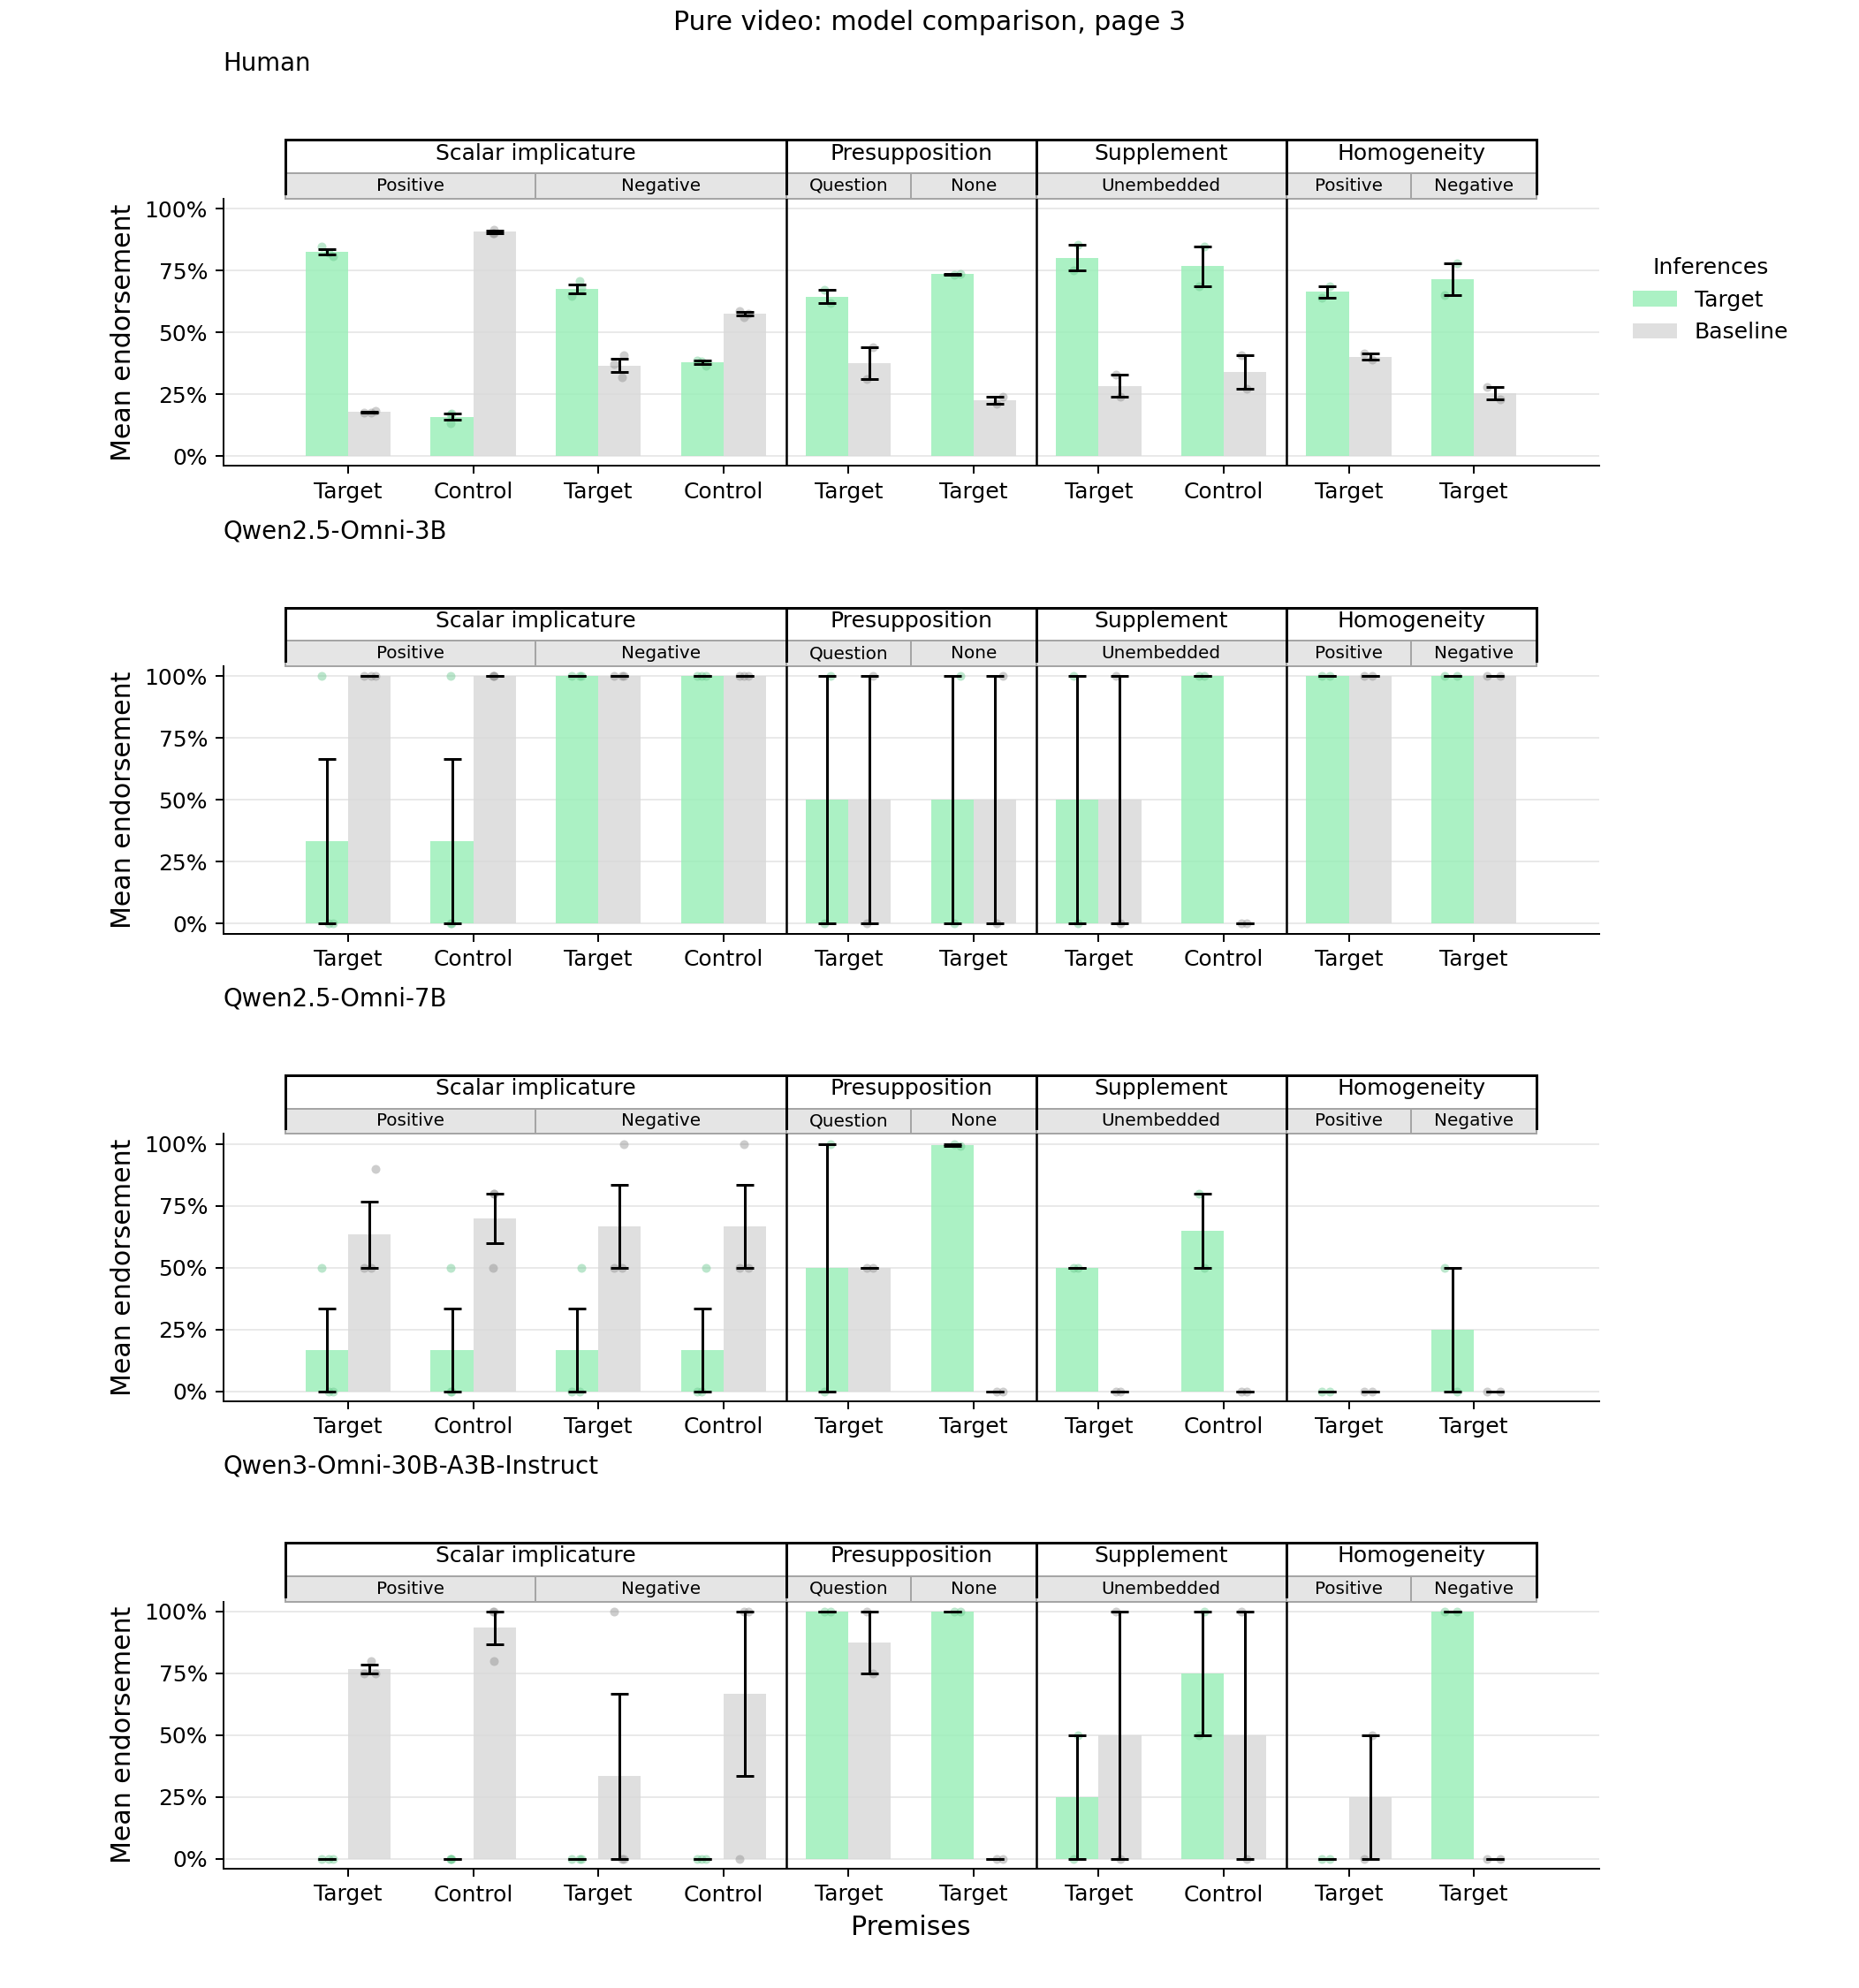 Pure video: model comparison, page 3
Human
Scalar implicature Presupposition Supplement Homogeneity
Positive Negative Question None Unembedded Positive Negative
Mean endorsement
100%
75%
50%
25%
0%
Target Control Target Control Target Target Target Control Target Target
Inferences
Target
Baseline
Qwen2.5-Omni-3B
Scalar implicature Presupposition Supplement Homogeneity
Positive Negative Question None Unembedded Positive Negative
Mean endorsement
100%
75%
50%
25%
0%
Target Control Target Control Target Target Target Control Target Target
Qwen2.5-Omni-7B
Scalar implicature Presupposition Supplement Homogeneity
Positive Negative Question None Unembedded Positive Negative
Mean endorsement
100%
75%
50%
25%
0%
Target Control Target Control Target Target Target Control Target Target
Qwen3-Omni-30B-A3B-Instruct
Scalar implicature Presupposition Supplement Homogeneity
Positive Negative Question None Unembedded Positive Negative
Mean endorsement
100%
75%
50%
25%
0%
Target Control Target Control Target Target Target Control Target Target
Premises